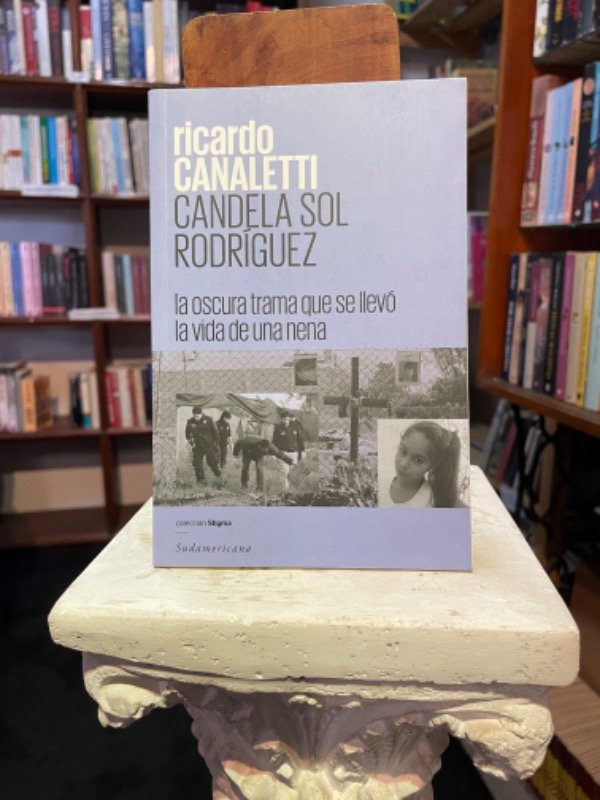 ricardo
CANALETTI
CANDELA SOL
RODRÍGUEZ
la oscura trama que se llevó
la vida de una nena
colección Stigma
Sudamericana